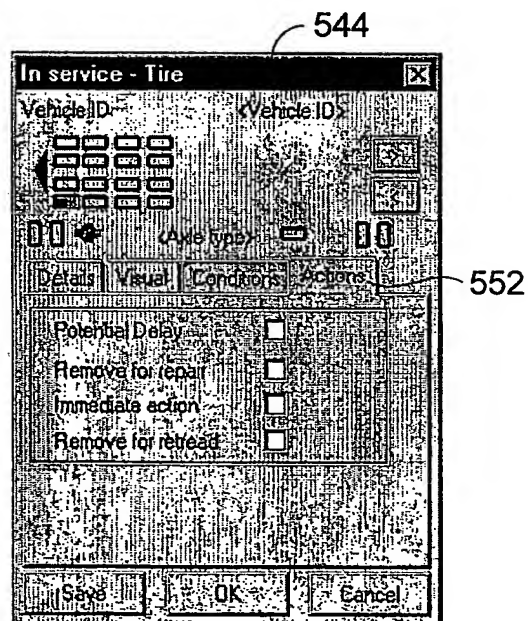 544
In service - Tire
Vehicle ID: <Vehicle ID>
<Axle type>
Details Visual Conditions Actions
552
Potential Delay
Remove for repair
Immediate action
Remove for retread
Save OK Cancel